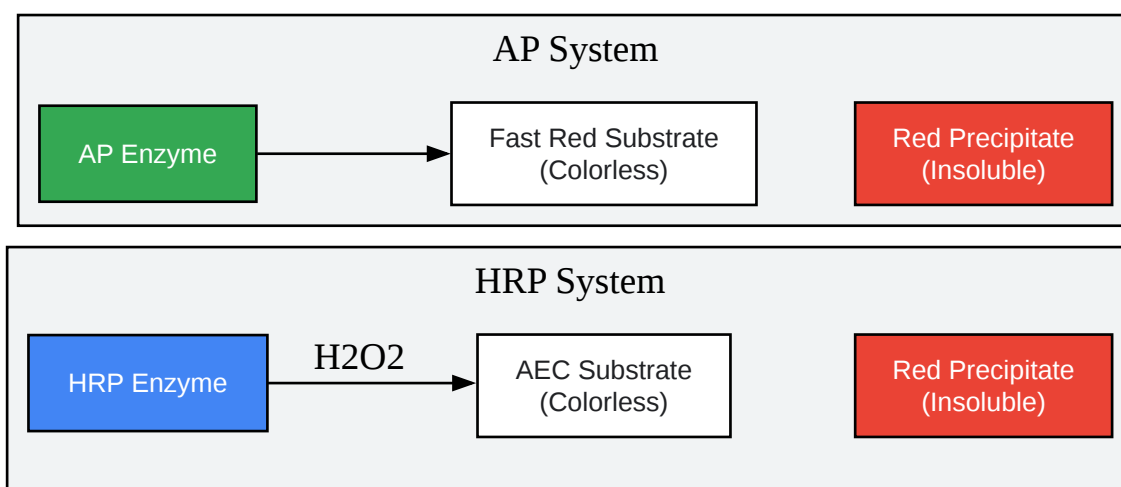 AP System
AP Enzyme
Fast Red Substrate
(Colorless)
Red Precipitate
(Insoluble)
HRP System
HRP Enzyme
H2O2
AEC Substrate
(Colorless)
Red Precipitate
(Insoluble)